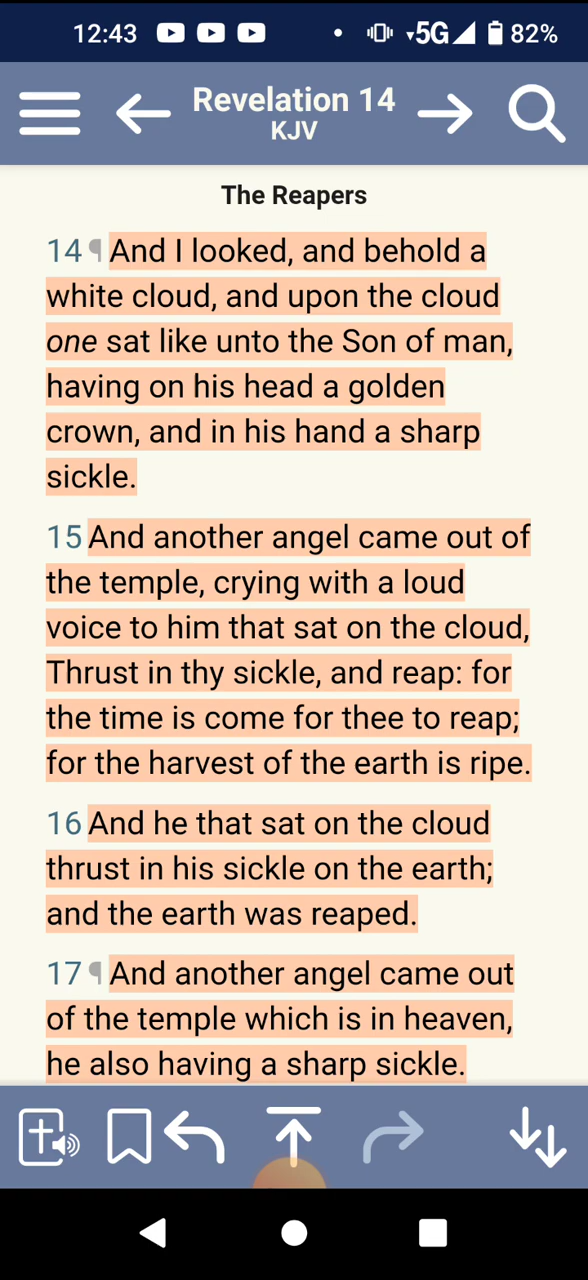 12:43 5G 82%
Revelation 14
KJV
The Reapers
14 ¶ And I looked, and behold a
white cloud, and upon the cloud
one sat like unto the Son of man,
having on his head a golden
crown, and in his hand a sharp
sickle.
15 And another angel came out of
the temple, crying with a loud
voice to him that sat on the cloud,
Thrust in thy sickle, and reap: for
the time is come for thee to reap;
for the harvest of the earth is ripe.
16 And he that sat on the cloud
thrust in his sickle on the earth;
and the earth was reaped.
17 ¶ And another angel came out
of the temple which is in heaven,
he also having a sharp sickle.